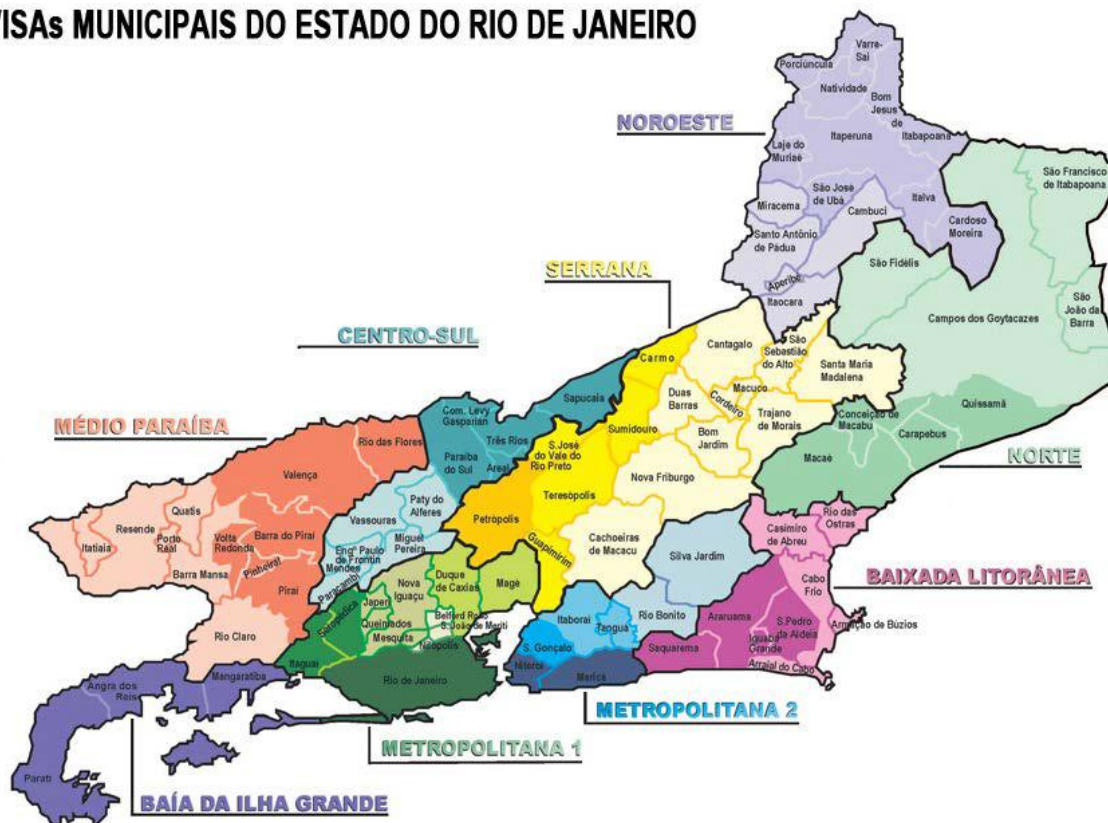 VISAs MUNICIPAIS DO ESTADO DO RIO DE JANEIRO
Varre-
Sai
Porciúncula
Natividade
Bom
Jesus
de
Itabapoana
NOROESTE
Itaperuna
Laje do
Muriaé
São Francisco
de Itabapoana
São José
de Ubá
Italva
Miracema
Cambuci
Cardoso
Moreira
Santo Antônio
de Pádua
São Fidélis
SERRANA
Aperibé
Itaocara
São
João da
Barra
Campos dos Goytacazes
CENTRO-SUL
Cantagalo
São
Sebastião
do Alto
Carmo
Santa Maria
Madalena
Macuco
Duas
Barras
Cordeiro
Sapucaia
Quissamã
Com. Levy
Gasparian
Trajano
de Morais
Conceição de
Macabu
MÉDIO PARAÍBA
Rio das Flores
Sumidouro
Carapebus
Três Rios
Bom
Jardim
S.José
do Vale do
Rio Preto
Paraíba
do Sul
Areal
Macaé
NORTE
Valença
Nova Friburgo
Teresópolis
Paty do
Alferes
Quatis
Rio das
Ostras
Resende
Vassouras
Petrópolis
Casimiro
de Abreu
Volta
Redonda
Barra do Piraí
Cachoeiras
de Macacu
Porto
Real
Itatiaia
Miguel
Pereira
Guapimirim
Engº Paulo
de Frontin
Silva Jardim
Mendes
Pinheiral
Barra Mansa
Duque
de Caxias
Nova
Iguaçu
Magé
BAIXADA LITORÂNEA
Paracambi
Cabo
Frio
Piraí
Japeri
Belford Roxo
S. João de Meriti
Rio Bonito
Araruama
Itaboraí
Queimados
Seropédica
Tanguá
S.Pedro
da Aldeia
Armação de Búzios
Rio Claro
Mesquita
Iguaba
Grande
Nilópolis
S. Gonçalo
Saquarema
Itaguaí
Niterói
Arraial do Cabo
Mangaratiba
Rio de Janeiro
Maricá
Angra dos
Reis
METROPOLITANA 2
METROPOLITANA 1
Parati
BAÍA DA ILHA GRANDE